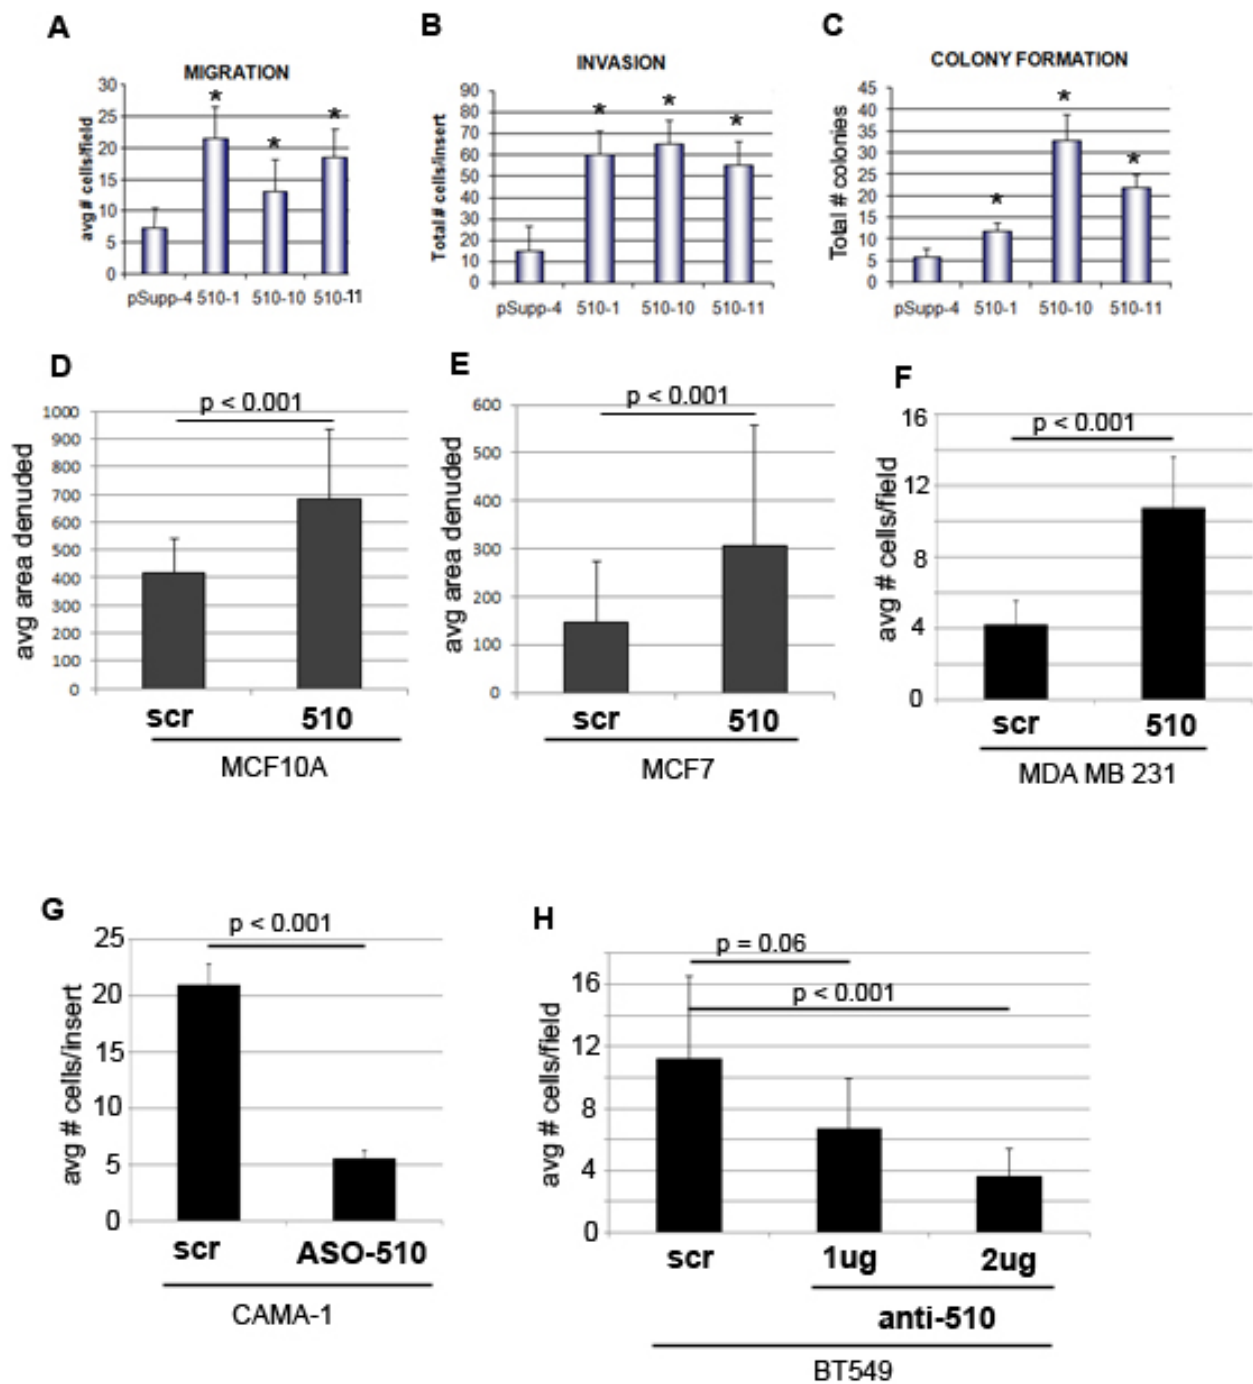 A
MIGRATION
avg # cells/field
30
25
20
15
10
5
0
*
*
*
pSupp-4 510-1 510-10 510-11
B
INVASION
Total # cells/insert
90
80
70
60
50
40
30
20
10
0
*
*
*
pSupp-4 510-1 510-10 510-11
C
COLONY FORMATION
Total # colonies
45
40
35
30
25
20
15
10
5
0
*
*
*
pSupp-4 510-1 510-10 510-11
D
avg area denuded
1000
900
800
700
600
500
400
300
200
100
0
p < 0.001
scr 510
MCF10A
E
avg area denuded
600
500
400
300
200
100
0
p < 0.001
scr 510
MCF7
F
avg # cells/field
16
12
8
4
0
p < 0.001
scr 510
MDA MB 231
G
avg # cells/insert
25
20
15
10
5
0
p < 0.001
scr ASO-510
CAMA-1
H
avg # cells/field
16
12
8
4
0
p = 0.06
p < 0.001
scr 1ug 2ug
anti-510
BT549